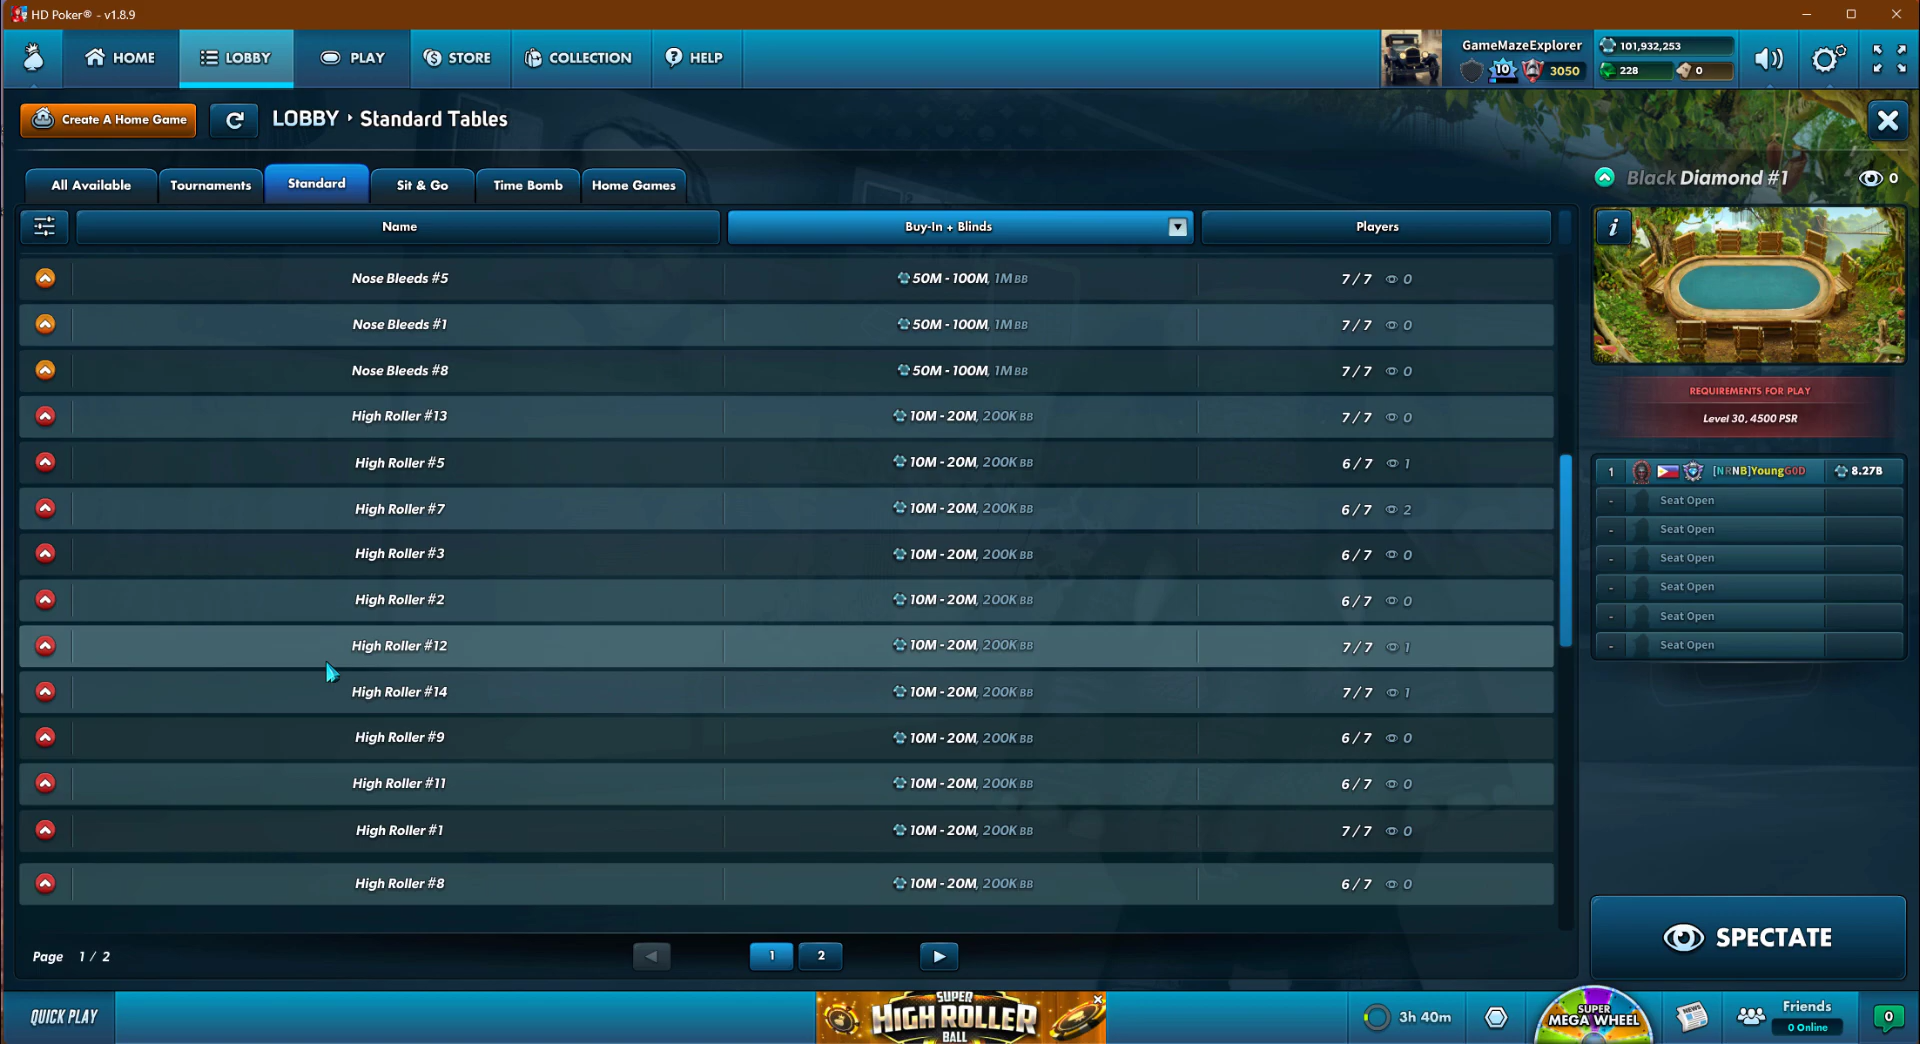 HD Poker® - v1.8.9
HOME
LOBBY
PLAY
STORE
COLLECTION
HELP
GameMazeExplorer
10
3050
101,932,253
228
0
Create A Home Game
LOBBY › Standard Tables
All Available
Tournaments
Standard
Sit & Go
Time Bomb
Home Games
Name
Buy-In + Blinds
Players
Nose Bleeds #5 50M - 100M, 1M BB 7 / 7 0
Nose Bleeds #1 50M - 100M, 1M BB 7 / 7 0
Nose Bleeds #8 50M - 100M, 1M BB 7 / 7 0
High Roller #13 10M - 20M, 200K BB 7 / 7 0
High Roller #5 10M - 20M, 200K BB 6 / 7 1
High Roller #7 10M - 20M, 200K BB 6 / 7 2
High Roller #3 10M - 20M, 200K BB 6 / 7 0
High Roller #2 10M - 20M, 200K BB 6 / 7 0
High Roller #12 10M - 20M, 200K BB 7 / 7 1
High Roller #14 10M - 20M, 200K BB 7 / 7 1
High Roller #9 10M - 20M, 200K BB 6 / 7 0
High Roller #11 10M - 20M, 200K BB 6 / 7 0
High Roller #1 10M - 20M, 200K BB 7 / 7 0
High Roller #8 10M - 20M, 200K BB 6 / 7 0
Page 1 / 2
1
2
Black Diamond #1
0
i
REQUIREMENTS FOR PLAY
Level 30, 4500 PSR
1 [NRNB]YoungG0D 8.27B
- Seat Open
- Seat Open
- Seat Open
- Seat Open
- Seat Open
- Seat Open
SPECTATE
QUICK PLAY
SUPER
HIGH ROLLER
BALL
3h 40m
SUPER
MEGA WHEEL
NEWS
Friends
0 Online
0